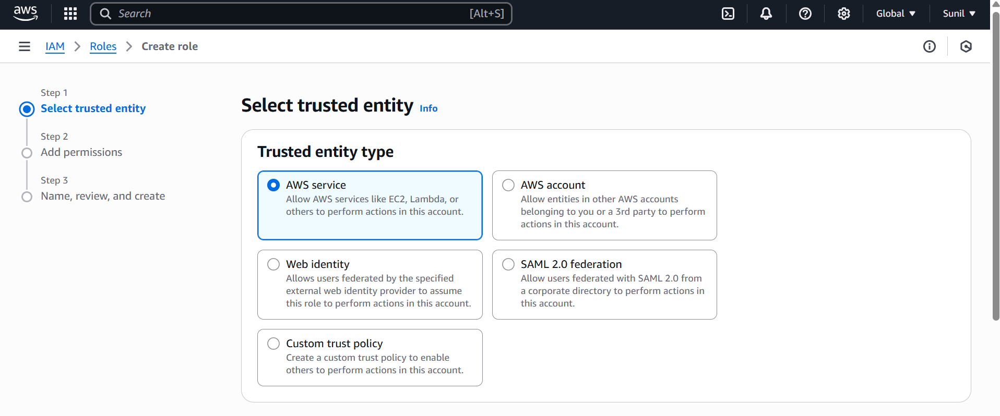 aws
Search [Alt+S]
Global
Sunil
IAM
Roles
Create role
Step 1
Select trusted entity
Step 2
Add permissions
Step 3
Name, review, and create
Select trusted entity Info
Trusted entity type
AWS service
Allow AWS services like EC2, Lambda, or
others to perform actions in this account.
AWS account
Allow entities in other AWS accounts
belonging to you or a 3rd party to perform
actions in this account.
Web identity
Allows users federated by the specified
external web identity provider to assume
this role to perform actions in this account.
SAML 2.0 federation
Allow users federated with SAML 2.0 from
a corporate directory to perform actions in
this account.
Custom trust policy
Create a custom trust policy to enable
others to perform actions in this account.